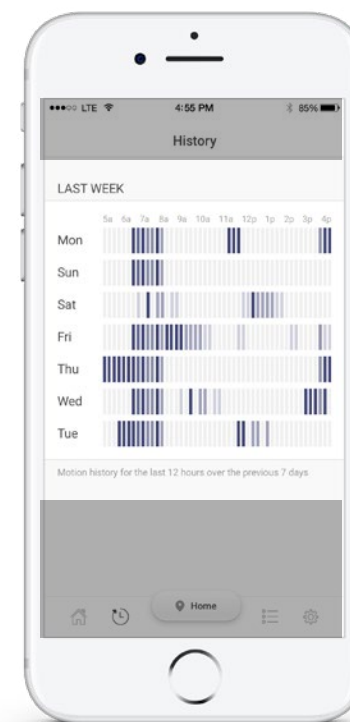 LTE 4:55 PM 85%
History
LAST WEEK
5a 6a 7a 8a 9a 10a 11a 12p 1p 2p 3p 4p
Mon
Sun
Sat
Fri
Thu
Wed
Tue
Motion history for the last 12 hours over the previous 7 days
Home